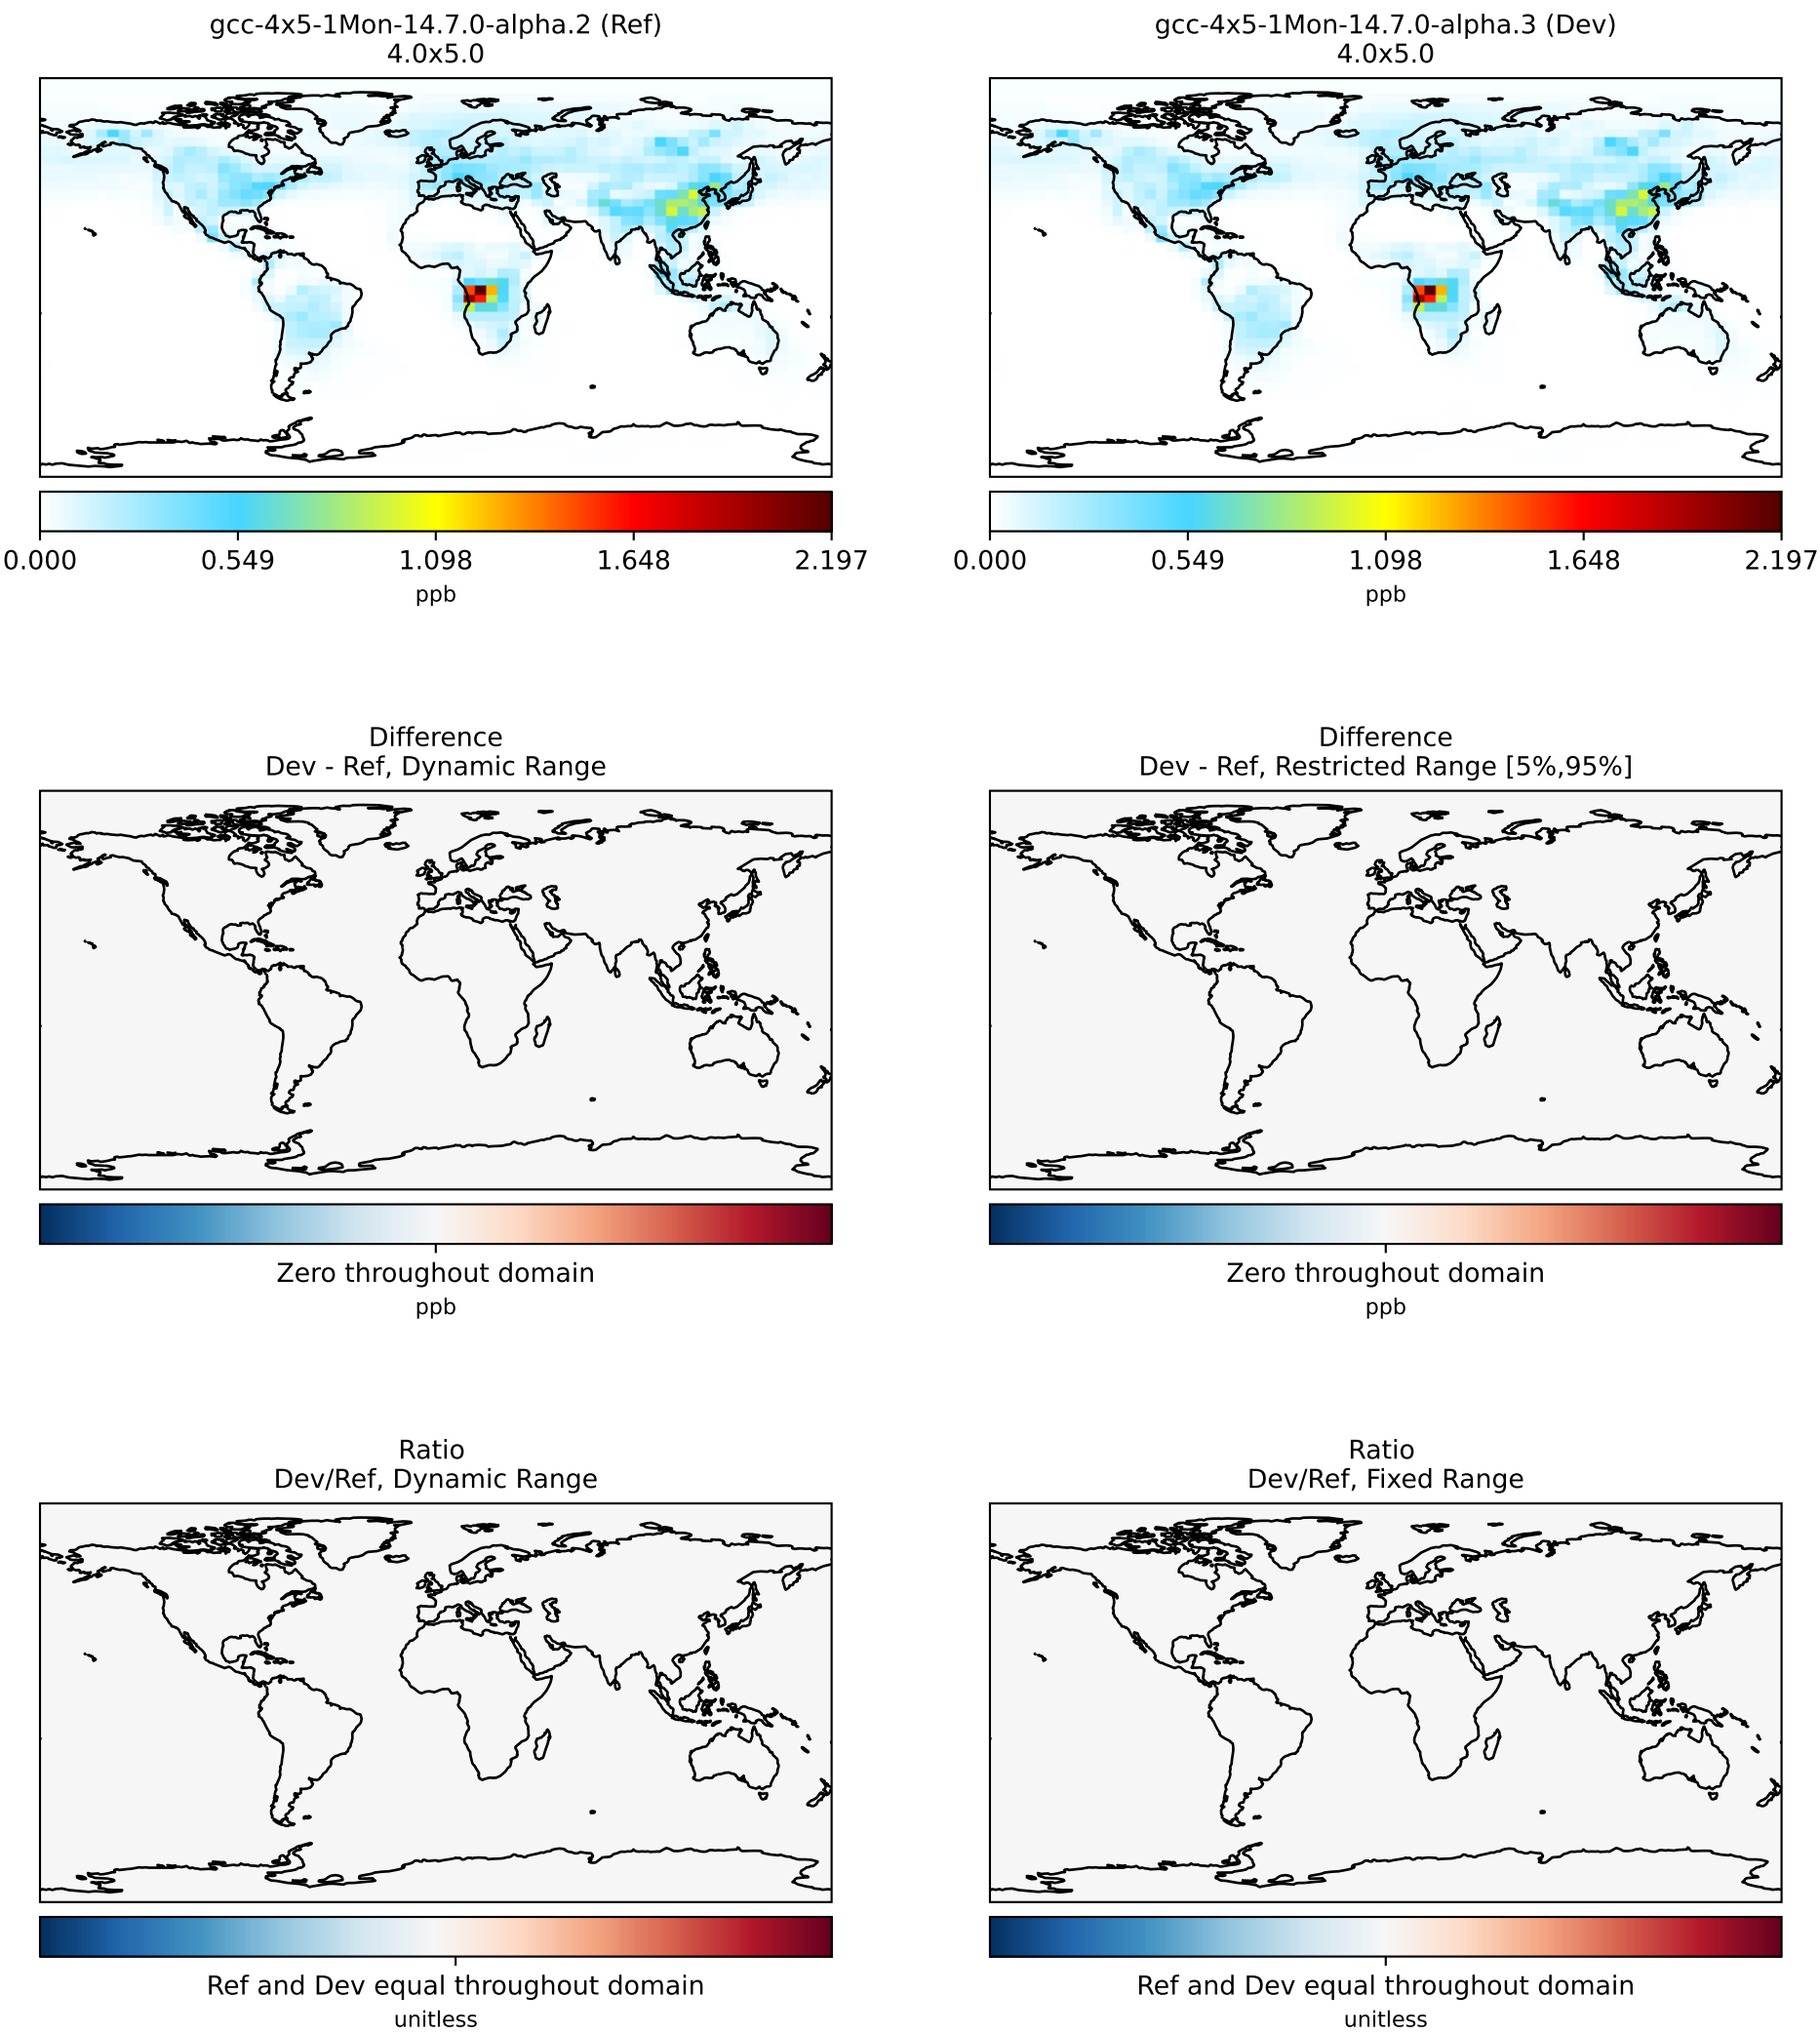 gcc-4x5-1Mon-14.7.0-alpha.2 (Ref)
4.0x5.0
gcc-4x5-1Mon-14.7.0-alpha.3 (Dev)
4.0x5.0
0.000 0.549 1.098 1.648 2.197
ppb
0.000 0.549 1.098 1.648 2.197
ppb
Difference
Dev - Ref, Dynamic Range
Difference
Dev - Ref, Restricted Range [5%,95%]
Zero throughout domain
ppb
Zero throughout domain
ppb
Ratio
Dev/Ref, Dynamic Range
Ratio
Dev/Ref, Fixed Range
Ref and Dev equal throughout domain
unitless
Ref and Dev equal throughout domain
unitless